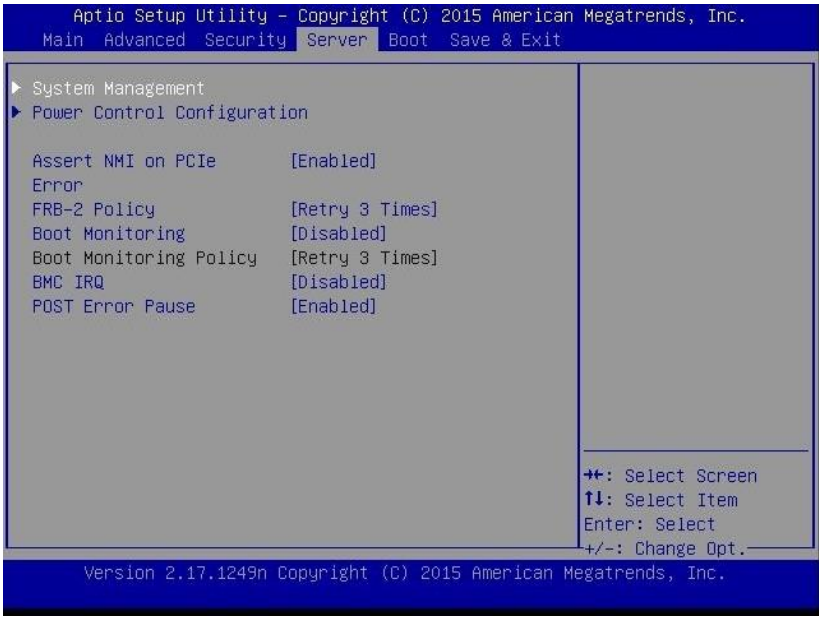 Aptio Setup Utility – Copyright (C) 2015 American Megatrends, Inc.
Main Advanced Security Server Boot Save & Exit
System Management
Power Control Configuration
Assert NMI on PCIe [Enabled]
Error
FRB-2 Policy [Retry 3 Times]
Boot Monitoring [Disabled]
Boot Monitoring Policy [Retry 3 Times]
BMC IRQ [Disabled]
POST Error Pause [Enabled]
→←: Select Screen
↑↓: Select Item
Enter: Select
+/-: Change Opt.
Version 2.17.1249n Copyright (C) 2015 American Megatrends, Inc.